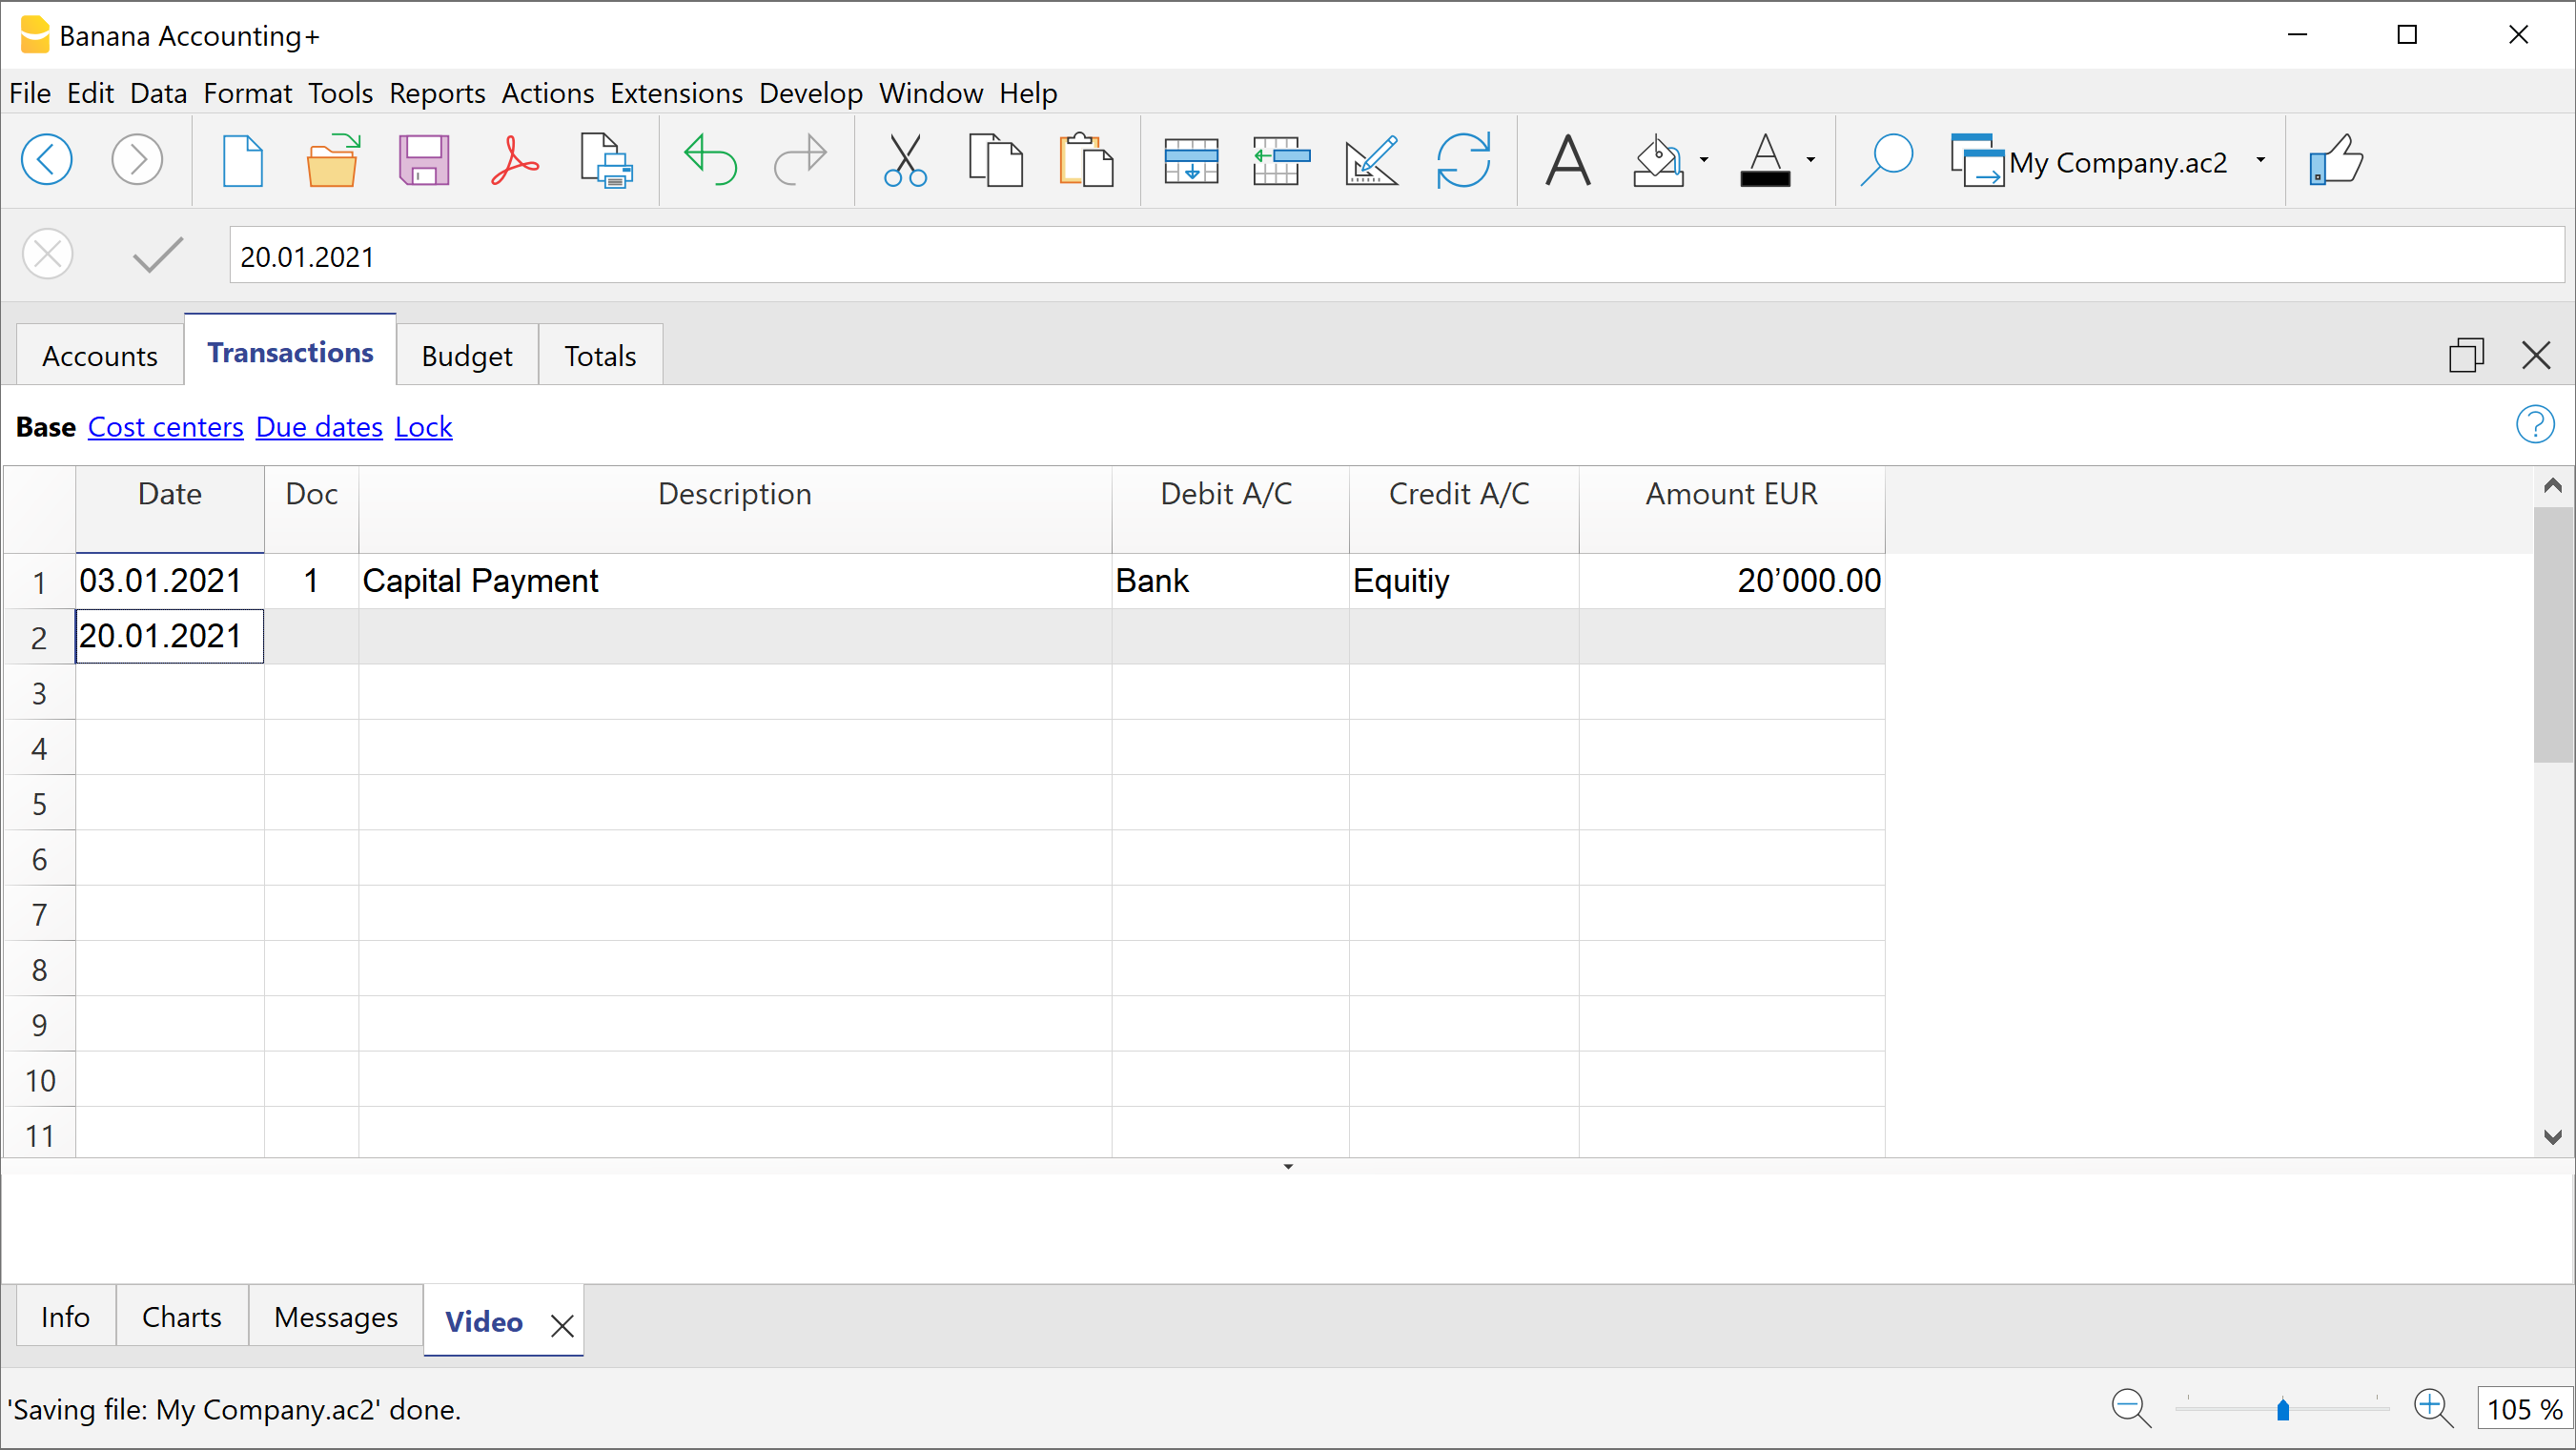 Banana Accounting+
File Edit Data Format Tools Reports Actions Extensions Develop Window Help
My Company.ac2
20.01.2021
Accounts Transactions Budget Totals
Base Cost centers Due dates Lock
Date Doc Description Debit A/C Credit A/C Amount EUR
1 03.01.2021 1 Capital Payment Bank Equitiy 20’000.00
2 20.01.2021
3
4
5
6
7
8
9
10
11
Info Charts Messages Video
'Saving file: My Company.ac2' done.
105 %